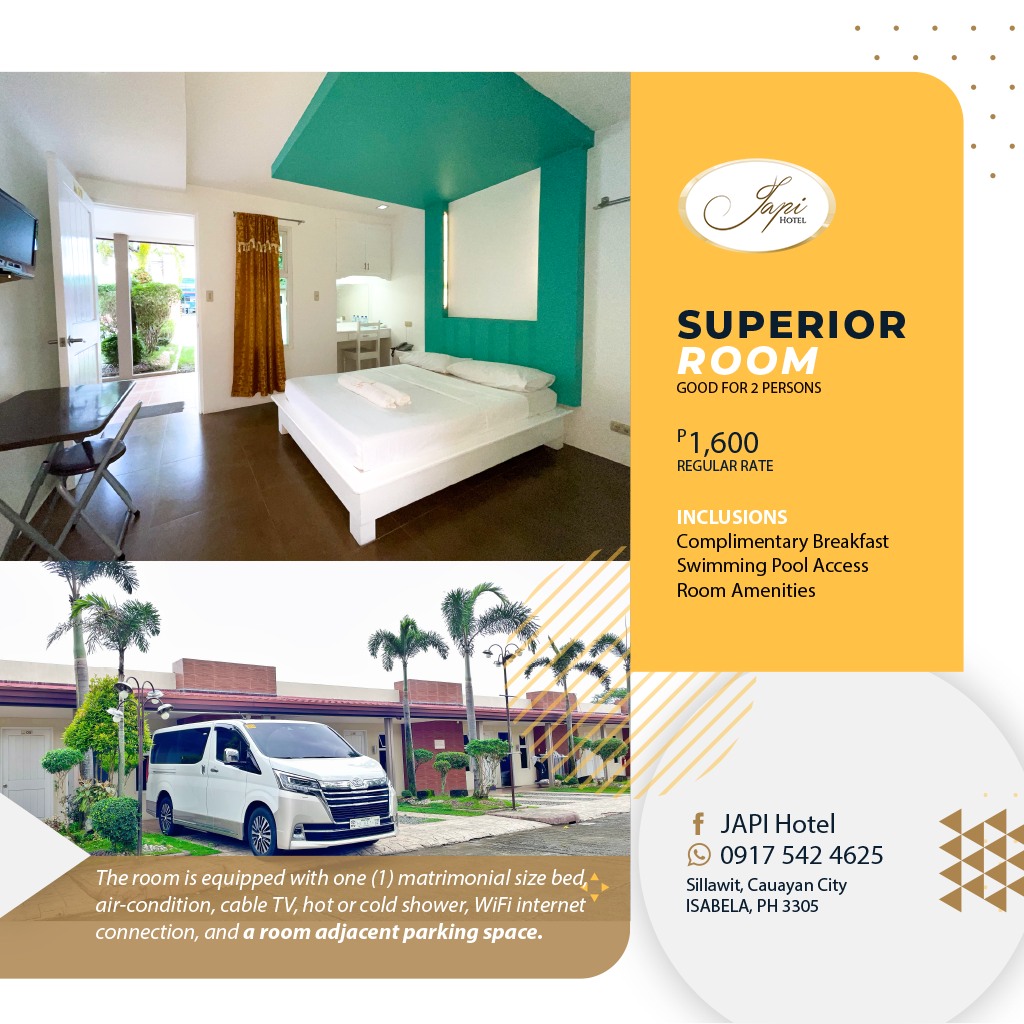 Japi
HOTEL
SUPERIOR
ROOM
GOOD FOR 2 PERSONS
₱1,600
REGULAR RATE
INCLUSIONS
Complimentary Breakfast
Swimming Pool Access
Room Amenities
The room is equipped with one (1) matrimonial size bed,
air-condition, cable TV, hot or cold shower, WiFi internet
connection, and a room adjacent parking space.
f JAPI Hotel
0917 542 4625
Sillawit, Cauayan City
ISABELA, PH 3305